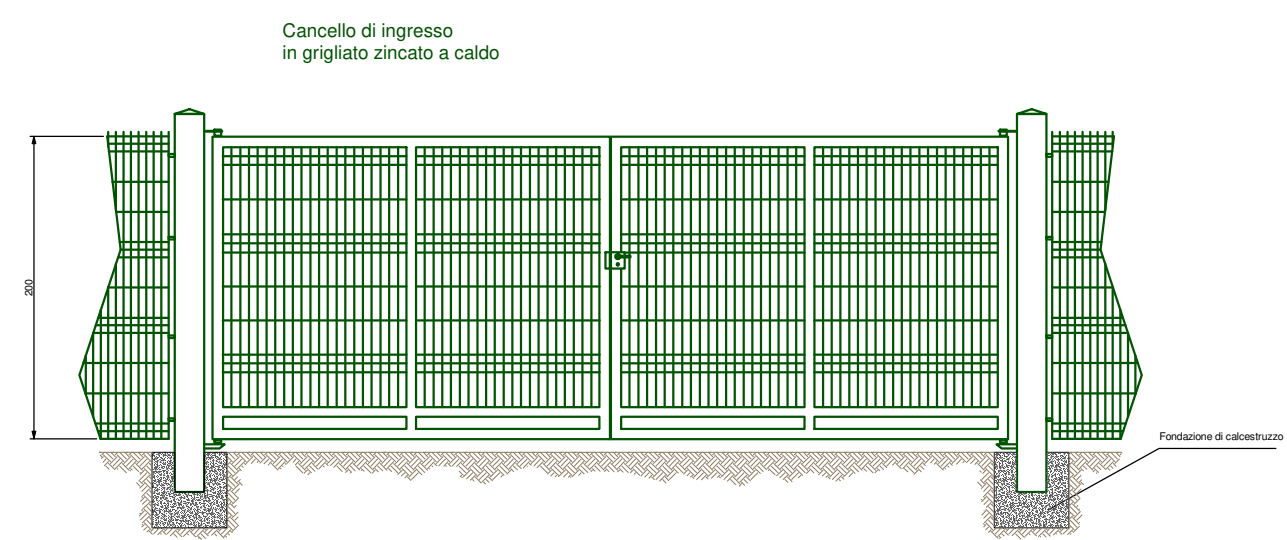 Cancello di ingresso
in grigliato zincato a caldo
200
Fondazione di calcestruzzo